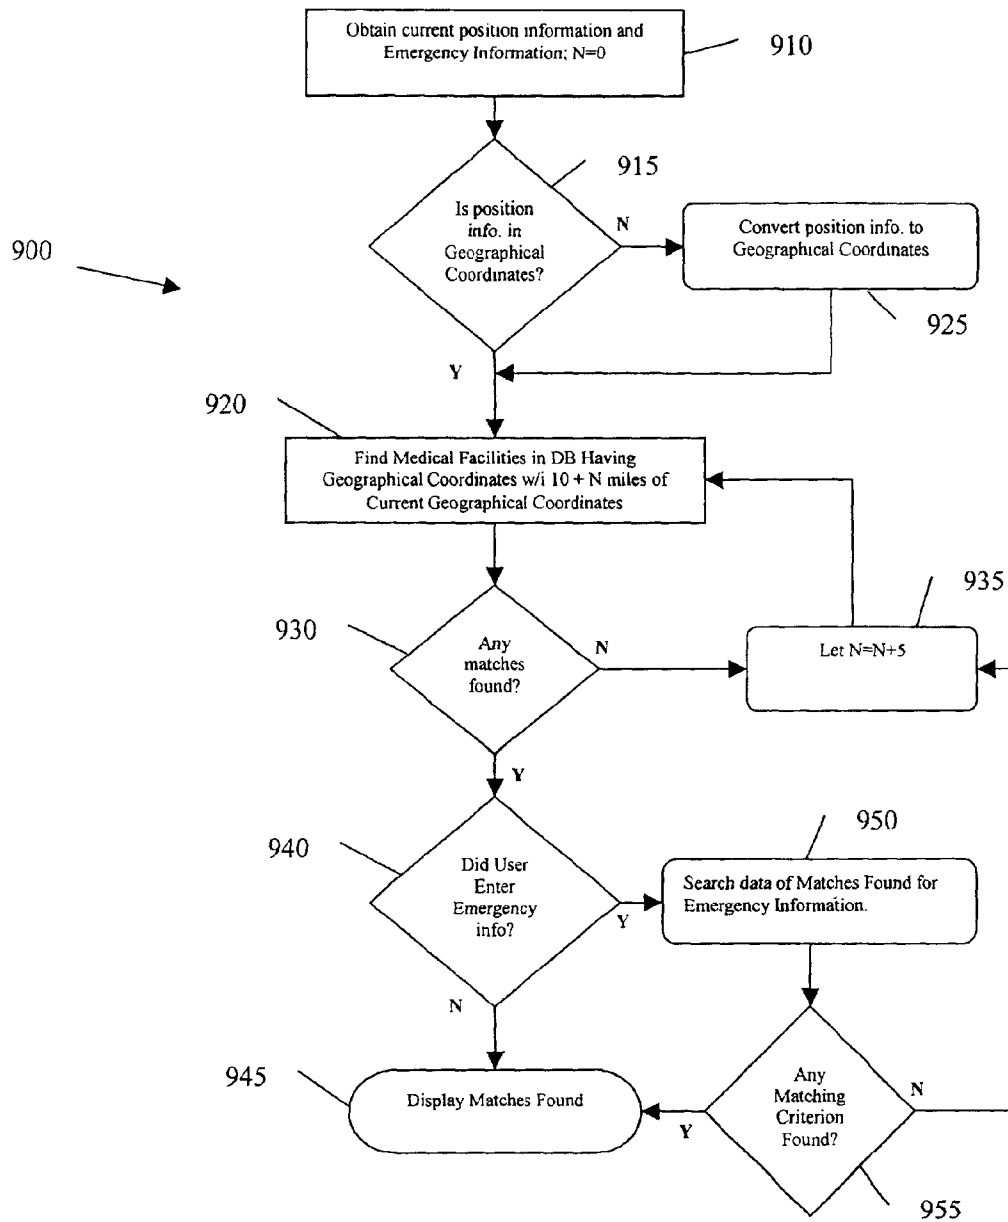 Obtain current position information and
Emergency Information; N=0
910
915
Is position
info. in
Geographical
Coordinates?
N
Convert position info. to
Geographical Coordinates
900
925
Y
920
Find Medical Facilities in DB Having
Geographical Coordinates w/i 10 + N miles of
Current Geographical Coordinates
935
930
Any
matches
found?
N
Let N=N+5
Y
950
940
Did User
Enter
Emergency
info?
Y
Search data of Matches Found for
Emergency Information.
N
945
Display Matches Found
Any
Matching
Criterion
Found?
N
Y
955